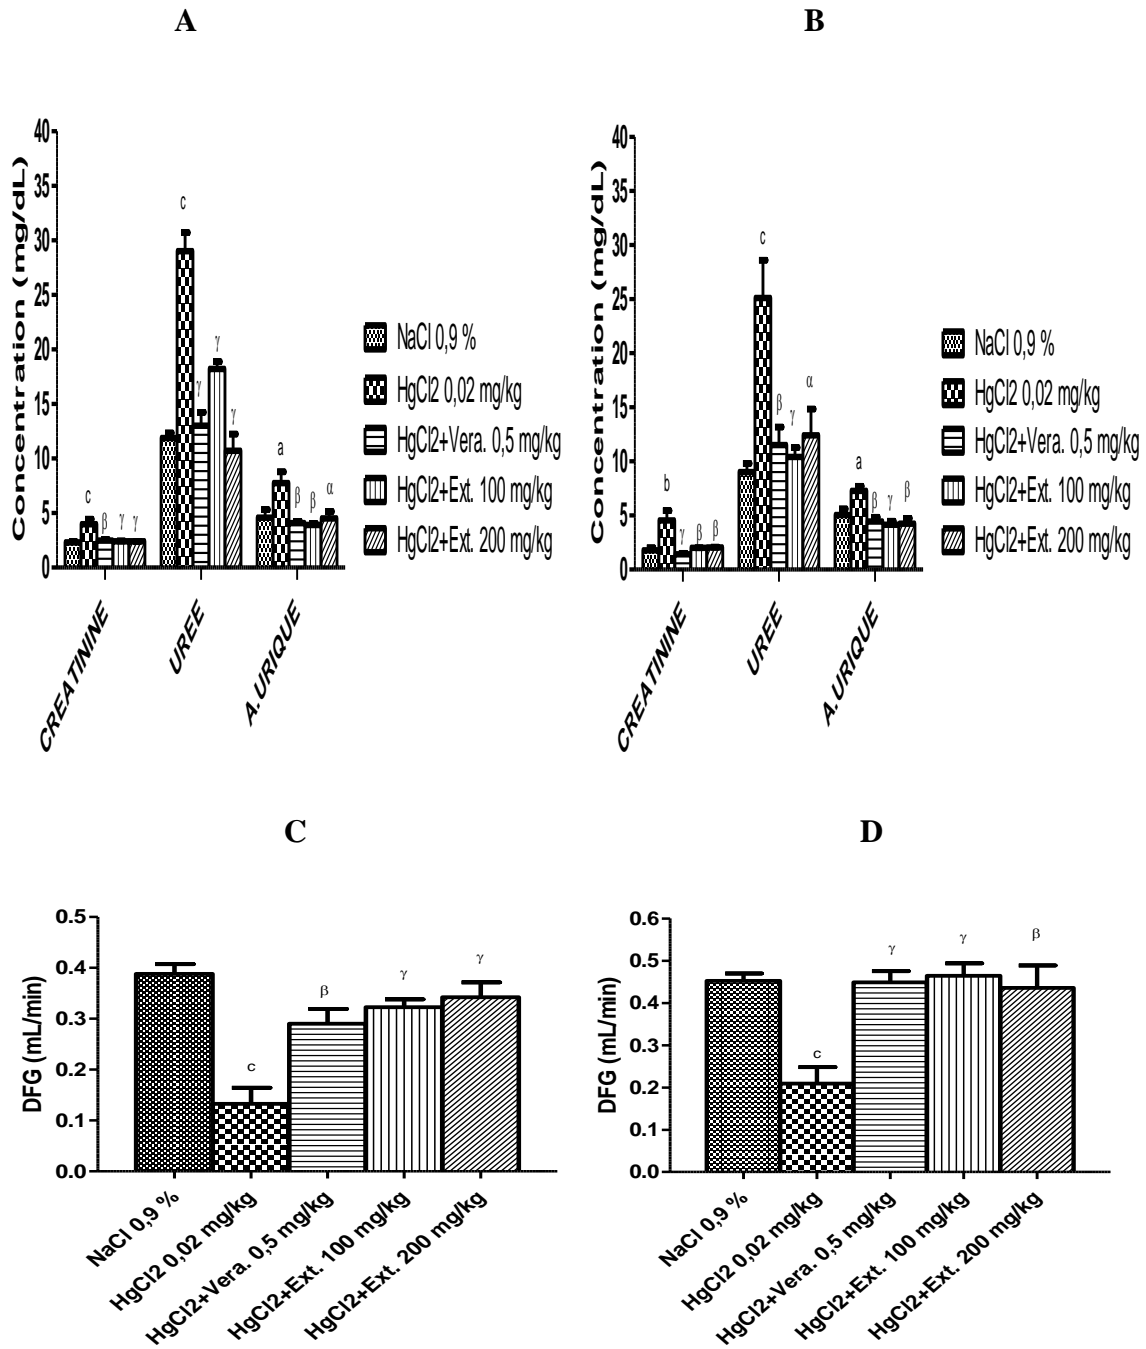 A
B
Concentration (mg/dL)
40
35
30
25
20
15
10
5
0
c
β
γ
γ
c
γ
γ
γ
a
β
β
α
CREATININE
UREE
A.URIQUE
NaCl 0,9 %
HgCl2 0,02 mg/kg
HgCl2+Vera. 0,5 mg/kg
HgCl2+Ext. 100 mg/kg
HgCl2+Ext. 200 mg/kg
Concentration (mg/dL)
40
35
30
25
20
15
10
5
0
b
γ
β
β
c
β
γ
α
a
β
γ
β
CREATININE
UREE
A.URIQUE
NaCl 0,9 %
HgCl2 0,02 mg/kg
HgCl2+Vera. 0,5 mg/kg
HgCl2+Ext. 100 mg/kg
HgCl2+Ext. 200 mg/kg
C
D
DFG (mL/min)
0.5
0.4
0.3
0.2
0.1
0.0
c
β
γ
γ
NaCl 0,9 %
HgCl2 0,02 mg/kg
HgCl2+Vera. 0,5 mg/kg
HgCl2+Ext. 100 mg/kg
HgCl2+Ext. 200 mg/kg
DFG (mL/min)
0.6
0.5
0.4
0.3
0.2
0.1
0.0
c
γ
γ
β
NaCl 0,9 %
HgCl2 0,02 mg/kg
HgCl2+Vera. 0,5 mg/kg
HgCl2+Ext. 100 mg/kg
HgCl2+Ext. 200 mg/kg